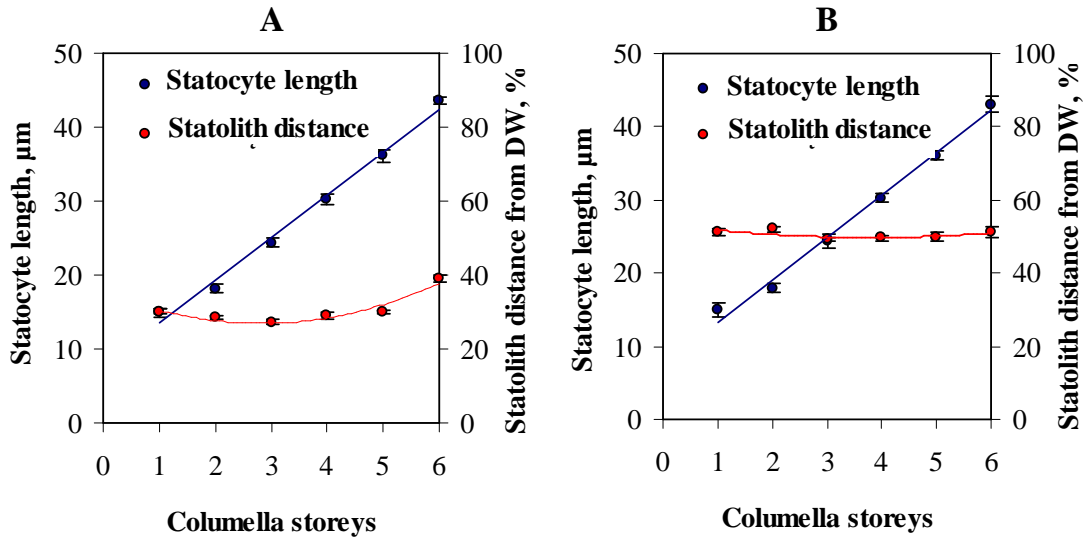 A
Statocyte length, µm
50
40
30
20
10
0
Statocyte length
Statolith distance
100
80
60
40
20
0
Statolith distance from DW, %
0 1 2 3 4 5 6
Columella storeys
B
Statocyte length, µm
50
40
30
20
10
0
Statocyte length
Statolith distance
100
80
60
40
20
0
Statolith distance from DW, %
0 1 2 3 4 5 6
Columella storeys